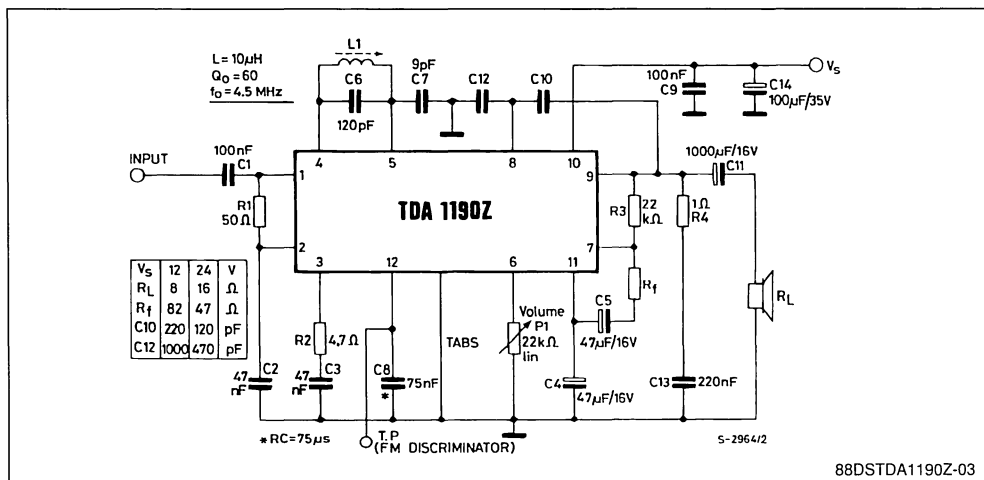 L1
L=10µH
Qo=60
fo=4.5 MHz
C6
120pF
9pF
C7
C12
C10
100nF
C9
C14
100µF/35V
Vs
INPUT
100nF
C1
R1
50Ω
4
5
8
10
1
2
3
12
6
11
9
7
TDA 1190Z
1000µF/16V
C11
R3
22
kΩ
1Ω
R4
Rf
RL
Vs 12 24 V
RL 8 16 Ω
Rf 82 47 Ω
C10 220 120 pF
C12 1000 470 pF
R2
4,7Ω
TABS
Volume
P1
22kΩ
lin
C5
47µF/16V
C2
47
nF
C3
47
nF
C8
75nF
*
C4
47µF/16V
C13
220nF
*RC=75µs
T.P
(FM DISCRIMINATOR)
S-2964/2
88DSTDA1190Z-03